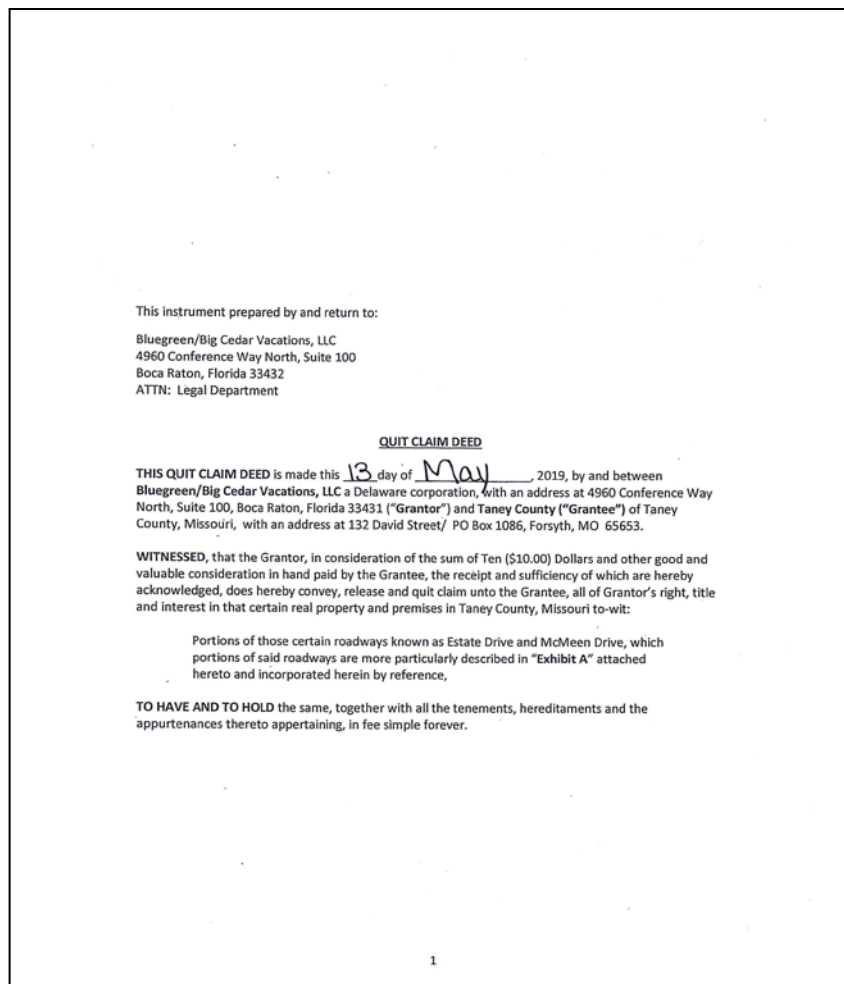 This instrument prepared by and return to:
Bluegreen/Big Cedar Vacations, LLC
4960 Conference Way North, Suite 100
Boca Raton, Florida 33432
ATTN: Legal Department
QUIT CLAIM DEED
THIS QUIT CLAIM DEED is made this 13 day of May, 2019, by and between
Bluegreen/Big Cedar Vacations, LLC a Delaware corporation, with an address at 4960 Conference Way
North, Suite 100, Boca Raton, Florida 33431 ("Grantor") and Taney County ("Grantee") of Taney
County, Missouri, with an address at 132 David Street/ PO Box 1086, Forsyth, MO 65653.
WITNESSED, that the Grantor, in consideration of the sum of Ten ($10.00) Dollars and other good and
valuable consideration in hand paid by the Grantee, the receipt and sufficiency of which are hereby
acknowledged, does hereby convey, release and quit claim unto the Grantee, all of Grantor's right, title
and interest in that certain real property and premises in Taney County, Missouri to-wit:
Portions of those certain roadways known as Estate Drive and McMeen Drive, which
portions of said roadways are more particularly described in "Exhibit A" attached
hereto and incorporated herein by reference,
TO HAVE AND TO HOLD the same, together with all the tenements, hereditaments and the
appurtenances thereto appertaining, in fee simple forever.
1